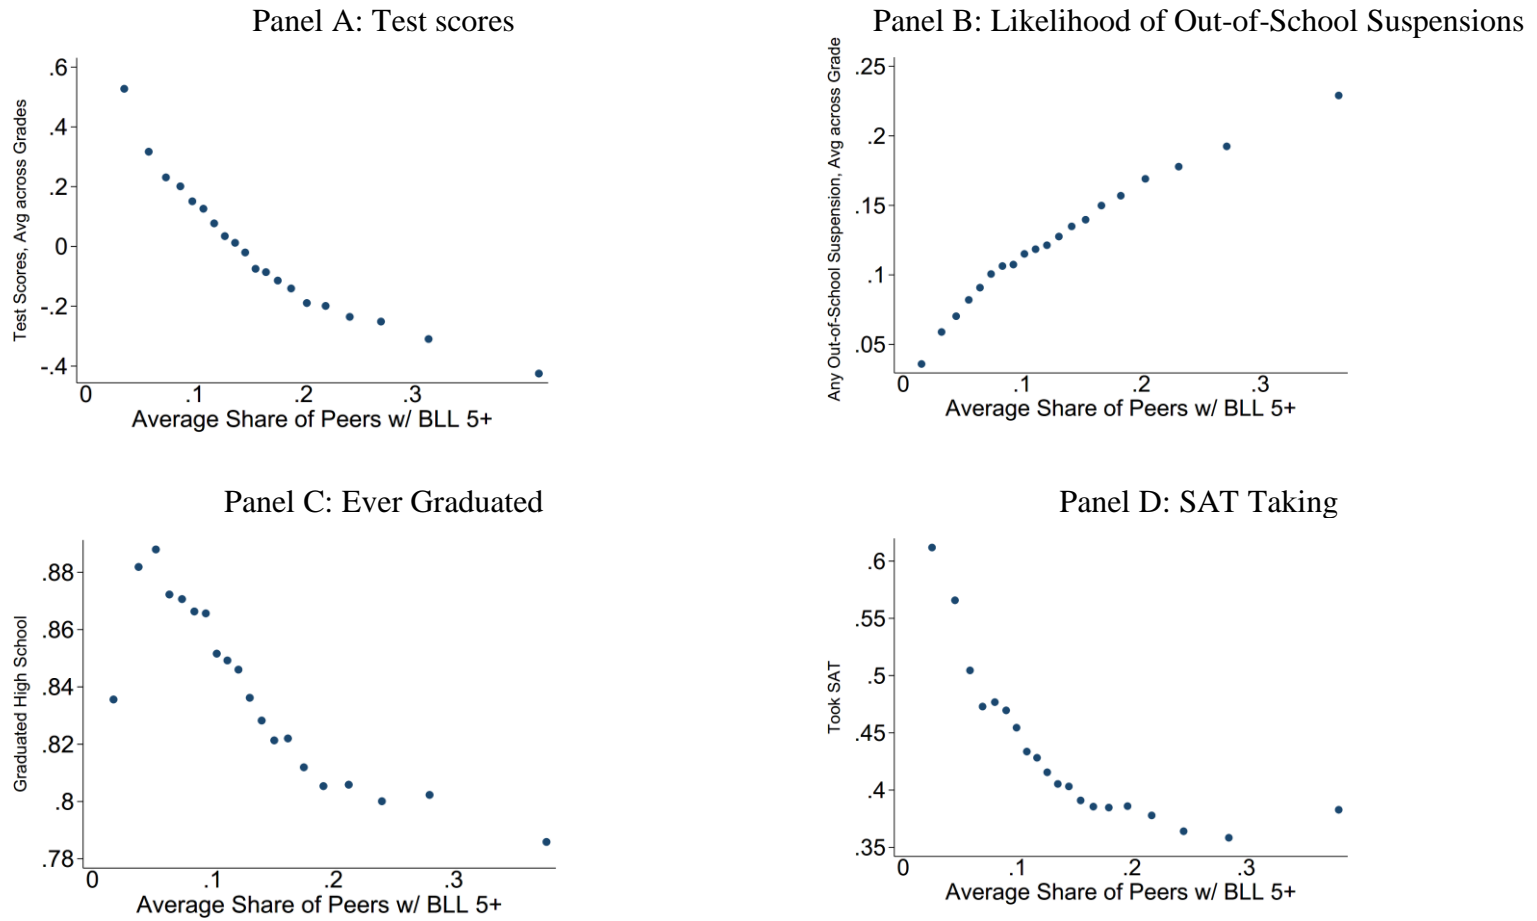 Panel A: Test scores
Test Scores, Avg across Grades
.6
.4
.2
0
-.2
-.4
0 .1 .2 .3
Average Share of Peers w/ BLL 5+
Panel B: Likelihood of Out-of-School Suspensions
Any Out-of-School Suspension, Avg across Grade
.25
.2
.15
.1
.05
0 .1 .2 .3
Average Share of Peers w/ BLL 5+
Panel C: Ever Graduated
Graduated High School
.88
.86
.84
.82
.8
.78
0 .1 .2 .3
Average Share of Peers w/ BLL 5+
Panel D: SAT Taking
Took SAT
.6
.55
.5
.45
.4
.35
0 .1 .2 .3
Average Share of Peers w/ BLL 5+